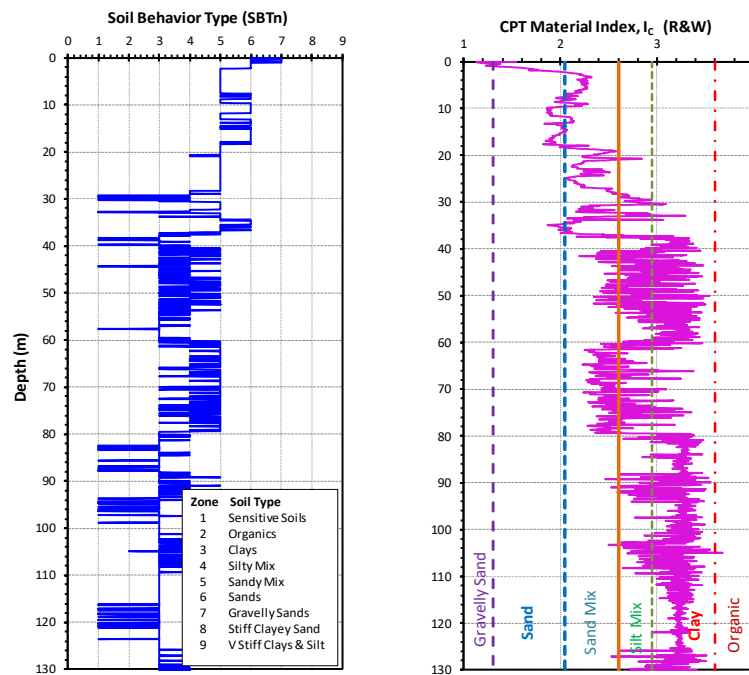 Soil Behavior Type (SBTn)
0 1 2 3 4 5 6 7 8 9
0
10
20
30
40
50
60
70
80
90
100
110
120
130
Depth (m)
Zone Soil Type
1 Sensitive Soils
2 Organics
3 Clays
4 Silty Mix
5 Sandy Mix
6 Sands
7 Gravelly Sands
8 Stiff Clayey Sand
9 V Stiff Clays & Silt
CPT Material Index, IC (R&W)
1 2 3
0
10
20
30
40
50
60
70
80
90
100
110
120
130
Gravelly Sand
Sand
Sand Mix
Silt Mix
Clay
Organic